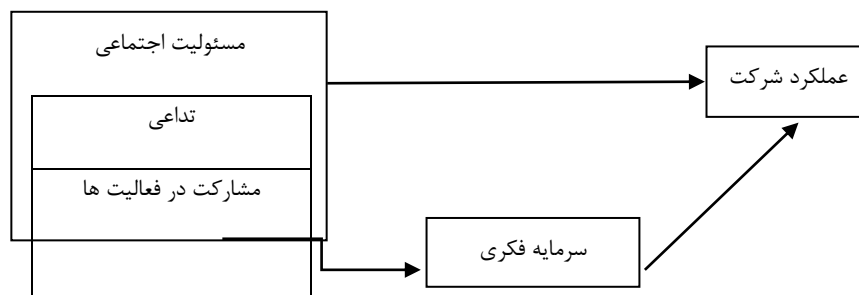 مسئولیت اجتماعی
عملکرد شرکت
تداعی
مشارکت در فعالیت ها
سرمایه فکری